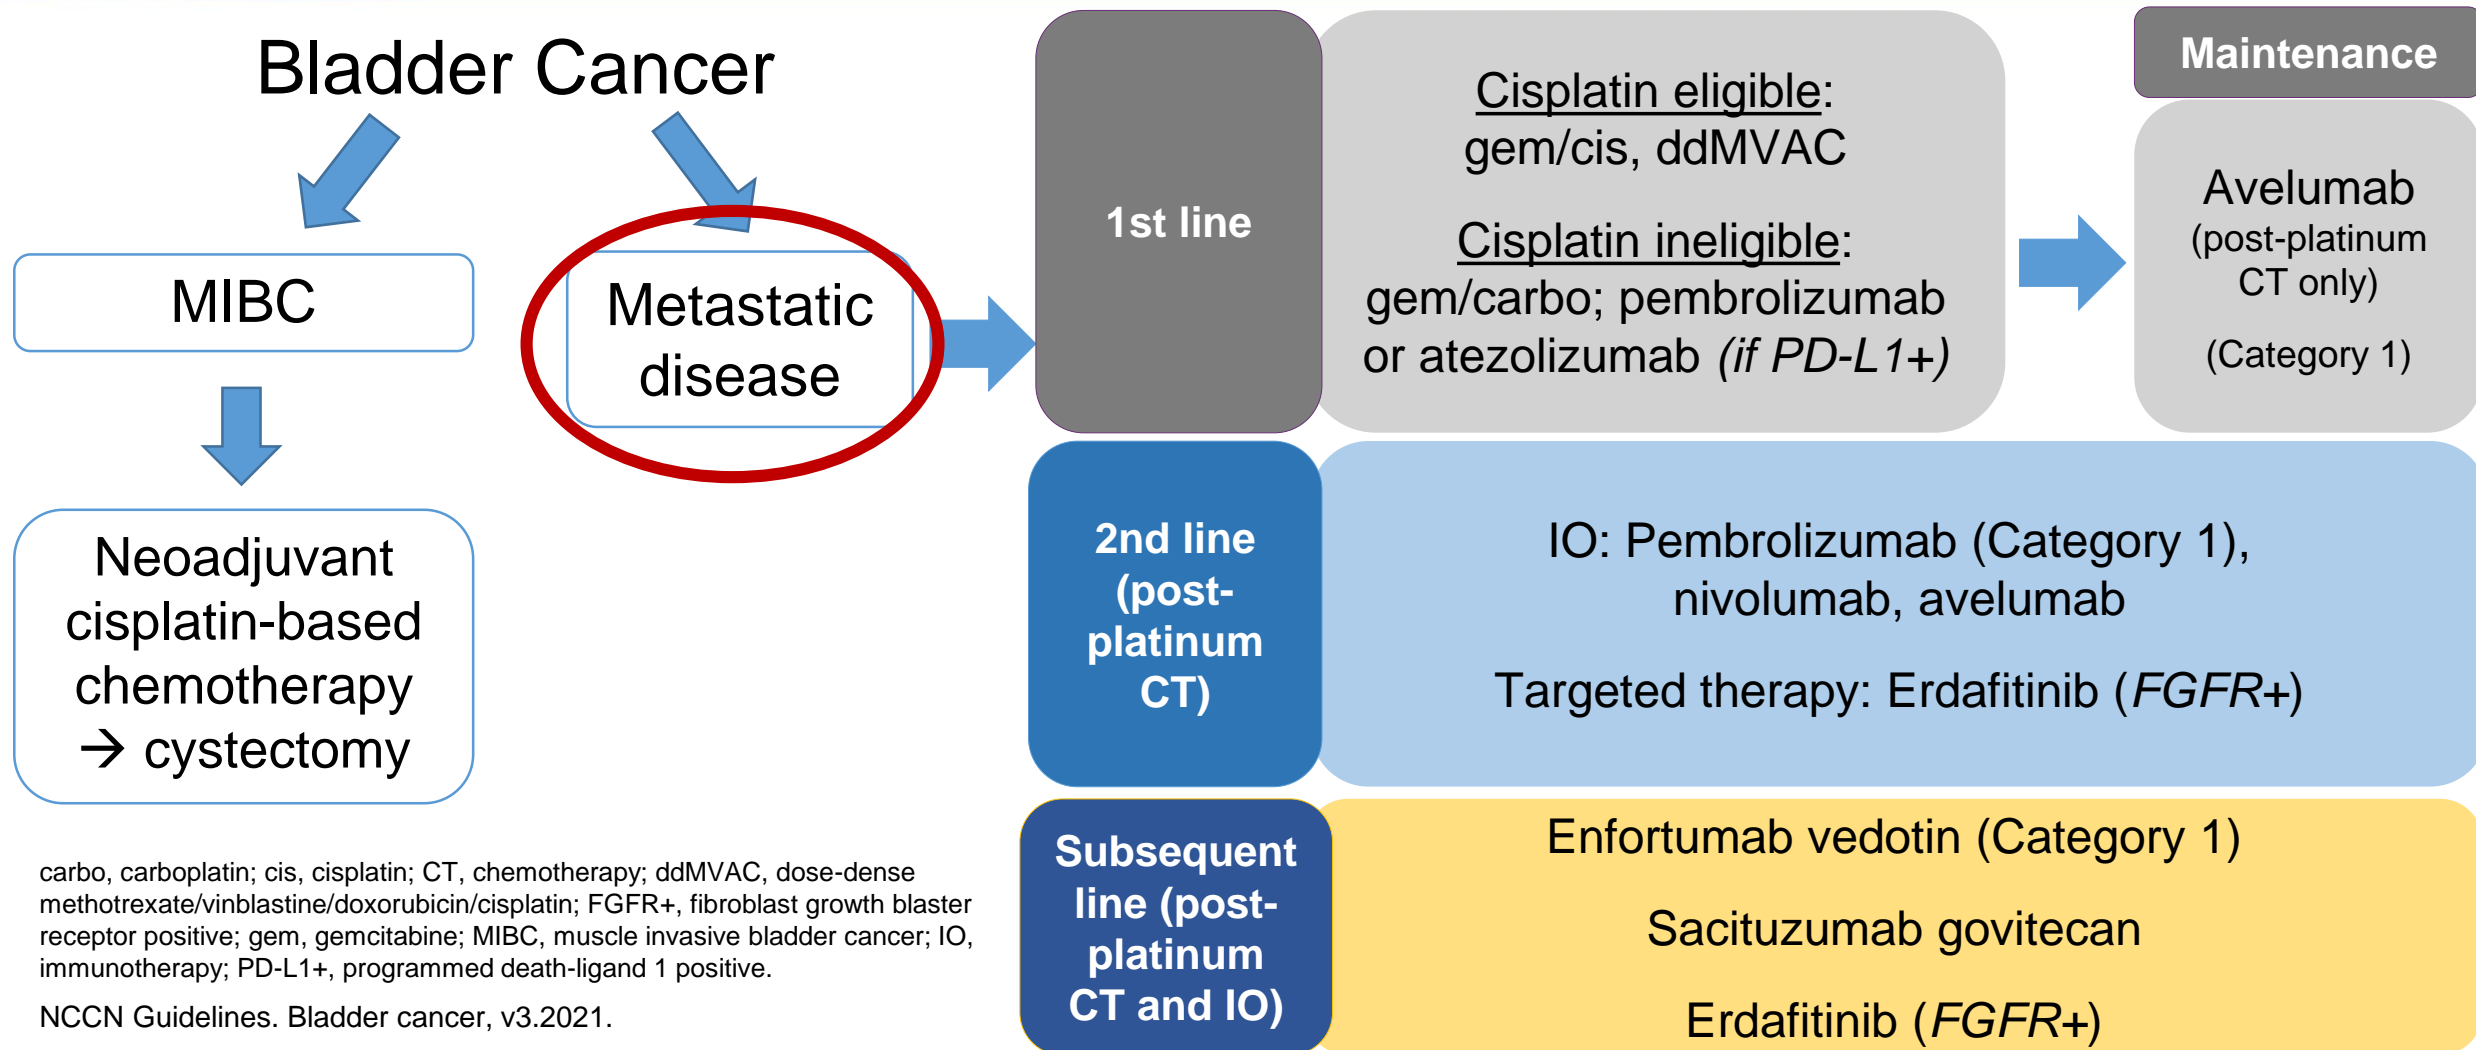 Bladder Cancer
MIBC
Metastatic
disease
Neoadjuvant
cisplatin-based
chemotherapy
→ cystectomy
1st line
Cisplatin eligible:
gem/cis, ddMVAC
Cisplatin ineligible:
gem/carbo; pembrolizumab
or atezolizumab (if PD-L1+)
Maintenance
Avelumab
(post-platinum
CT only)
(Category 1)
2nd line
(post-
platinum
CT)
IO: Pembrolizumab (Category 1),
nivolumab, avelumab
Targeted therapy: Erdafitinib (FGFR+)
Subsequent
line (post-
platinum
CT and IO)
Enfortumab vedotin (Category 1)
Sacituzumab govitecan
Erdafitinib (FGFR+)
carbo, carboplatin; cis, cisplatin; CT, chemotherapy; ddMVAC, dose-dense
methotrexate/vinblastine/doxorubicin/cisplatin; FGFR+, fibroblast growth blaster
receptor positive; gem, gemcitabine; MIBC, muscle invasive bladder cancer; IO,
immunotherapy; PD-L1+, programmed death-ligand 1 positive.
NCCN Guidelines. Bladder cancer, v3.2021.